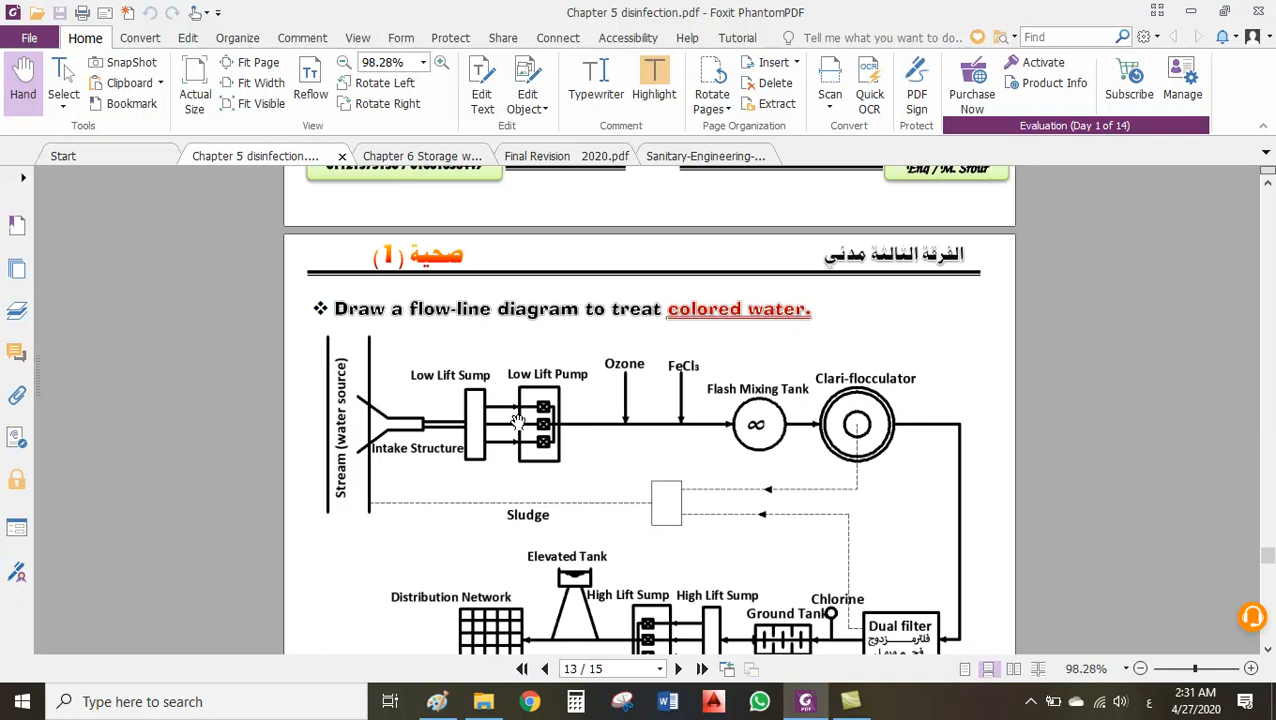 Chapter 5 disinfection.pdf - Foxit PhantomPDF
File Home Convert Edit Organize Comment View Form Protect Share Connect Accessibility Help Tutorial Tell me what you want to do.. Find
Hand
Select
SnapShot
Clipboard
Bookmark
Tools
Actual Size
Fit Page
Fit Width
Fit Visible
Reflow
98.28%
Rotate Left
Rotate Right
View
Edit Text
Edit Object
Edit
Typewriter
Highlight
Comment
Rotate Pages
Insert
Delete
Extract
Page Organization
Scan
Quick OCR
Convert
PDF Sign
Protect
Purchase Now
Activate
Product Info
Subscribe
Manage
Evaluation (Day 1 of 14)
Start
Chapter 5 disinfection....
Chapter 6 Storage w...
Final Revision 2020.pdf
Sanitary-Engineering-...
Eng / M. Stour
صحية (1)
الفرقة الثالثة مدني
❖ Draw a flow-line diagram to treat colored water.
Stream (water source)
Low Lift Sump
Low Lift Pump
Ozone
FeCl₃
Flash Mixing Tank
Clari-flocculator
∞
Intake Structure
Sludge
Elevated Tank
Distribution Network
High Lift Sump
High Lift Sump
Ground Tank
Chlorine
Dual filter
فلتر مزدوج
13 / 15
98.28%
Type here to search
2:31 AM
4/27/2020
ع